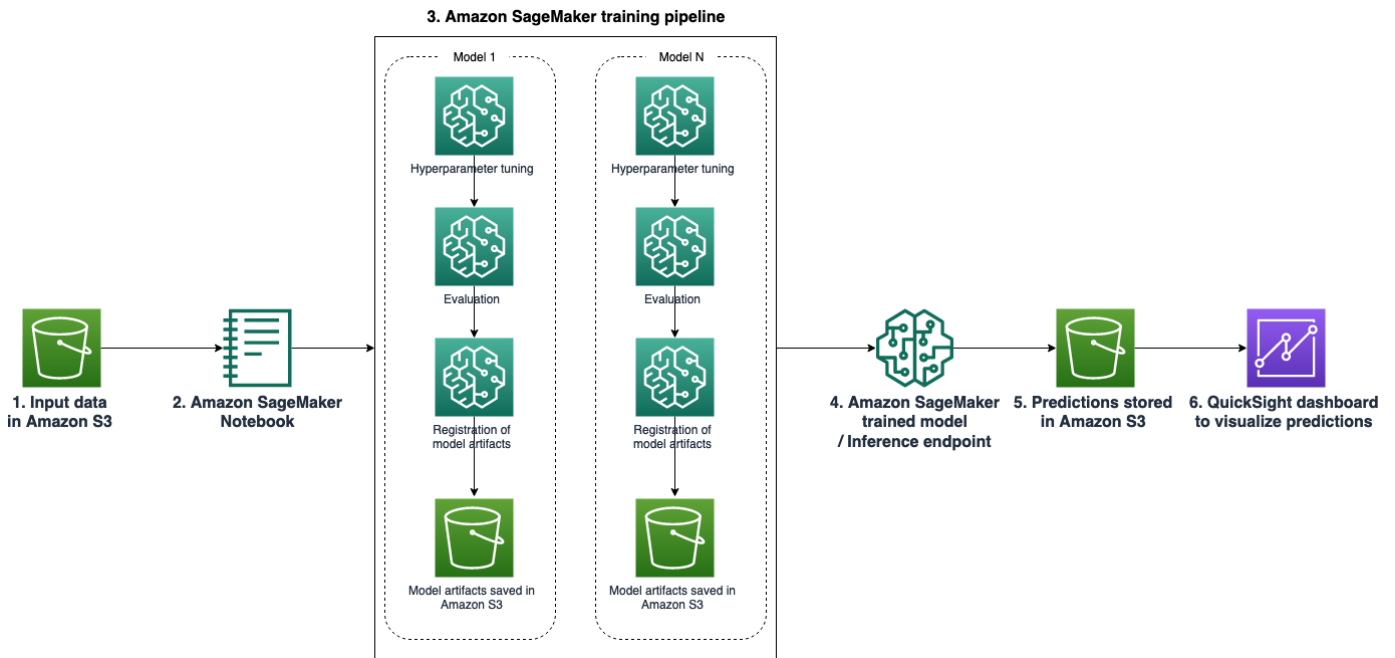 3. Amazon SageMaker training pipeline
Model 1
Hyperparameter tuning
Evaluation
Registration of
model artifacts
Model artifacts saved in
Amazon S3
Model N
Hyperparameter tuning
Evaluation
Registration of
model artifacts
Model artifacts saved in
Amazon S3
1. Input data
in Amazon S3
2. Amazon SageMaker
Notebook
4. Amazon SageMaker
trained model
/ Inference endpoint
5. Predictions stored
in Amazon S3
6. QuickSight dashboard
to visualize predictions